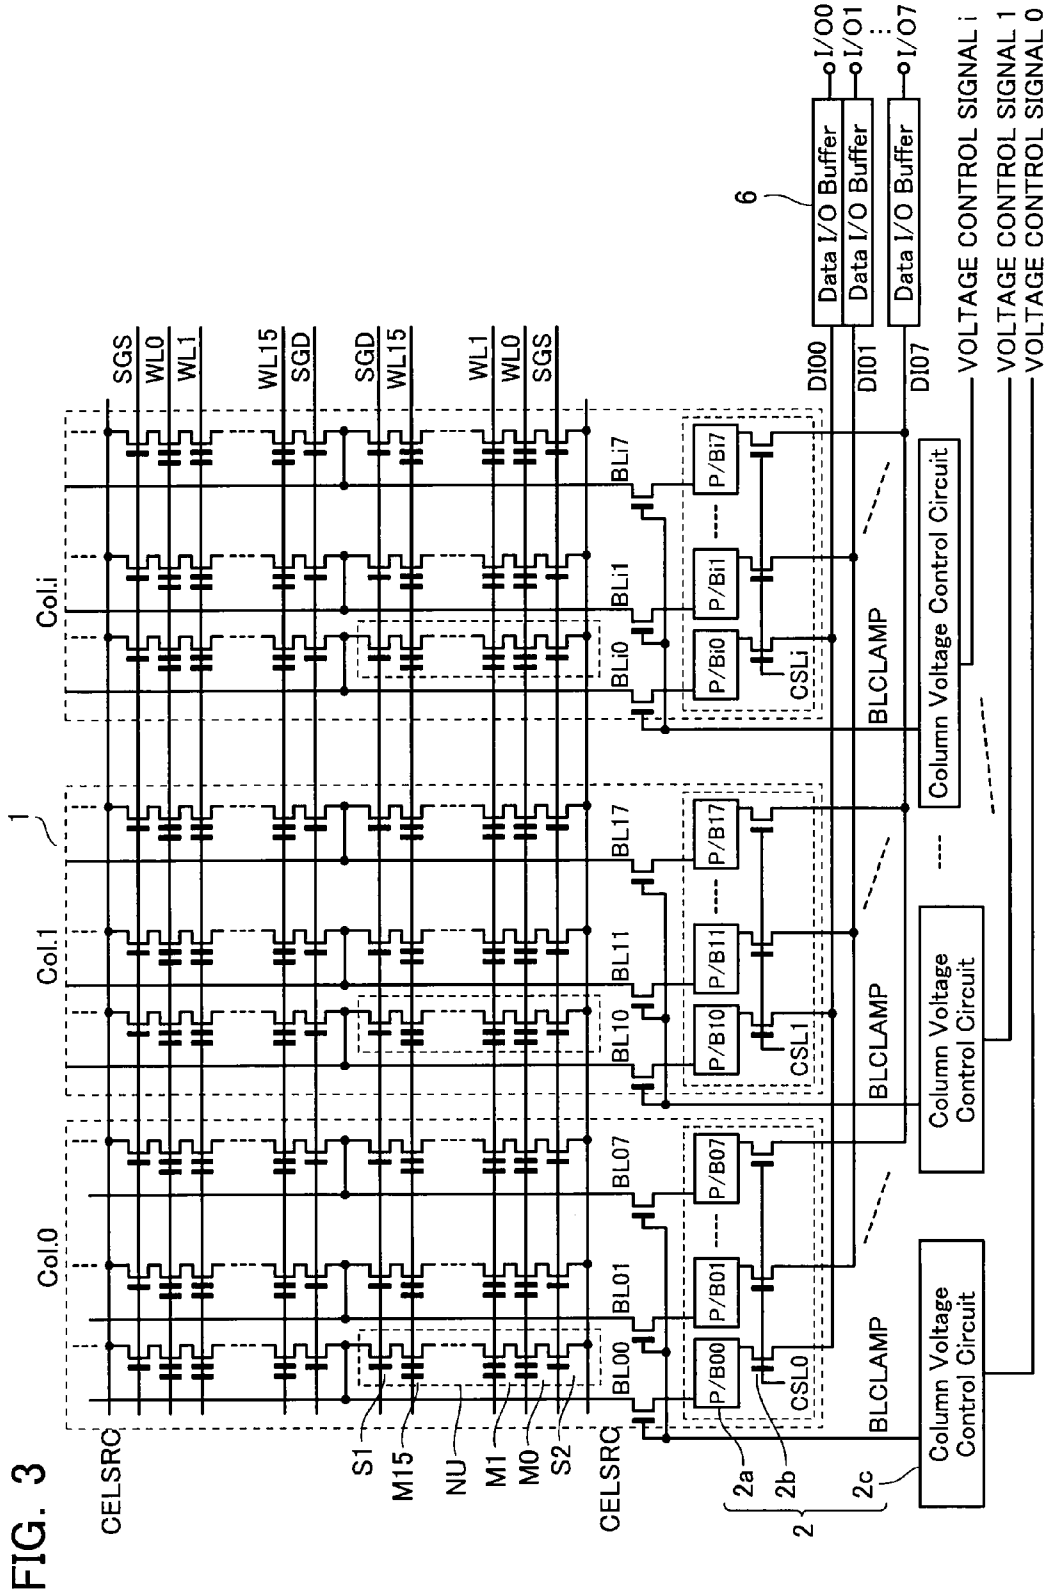 FIG. 3
1
Col.0
Col.1
Col.i
CELSRC
SGS
WL0
WL1
WL15
SGD
SGD
WL15
WL1
WL0
SGS
S1
M15
NU
M1
M0
S2
CELSRC
BL00
BL01
BL07
BL10
BL11
BL17
BLi0
BLi1
BLi7
P/B00
P/B01
P/B07
P/B10
P/B11
P/B17
P/Bi0
P/Bi1
P/Bi7
CSL0
CSL1
CSLi
2a
2b
2c
2
BLCLAMP
BLCLAMP
BLCLAMP
6
DI00
DI01
DI07
Data I/O Buffer
Data I/O Buffer
Data I/O Buffer
I/O0
I/O1
I/O7
Column Voltage
Control Circuit
Column Voltage
Control Circuit
Column Voltage Control Circuit
VOLTAGE CONTROL SIGNAL i
VOLTAGE CONTROL SIGNAL 1
VOLTAGE CONTROL SIGNAL 0